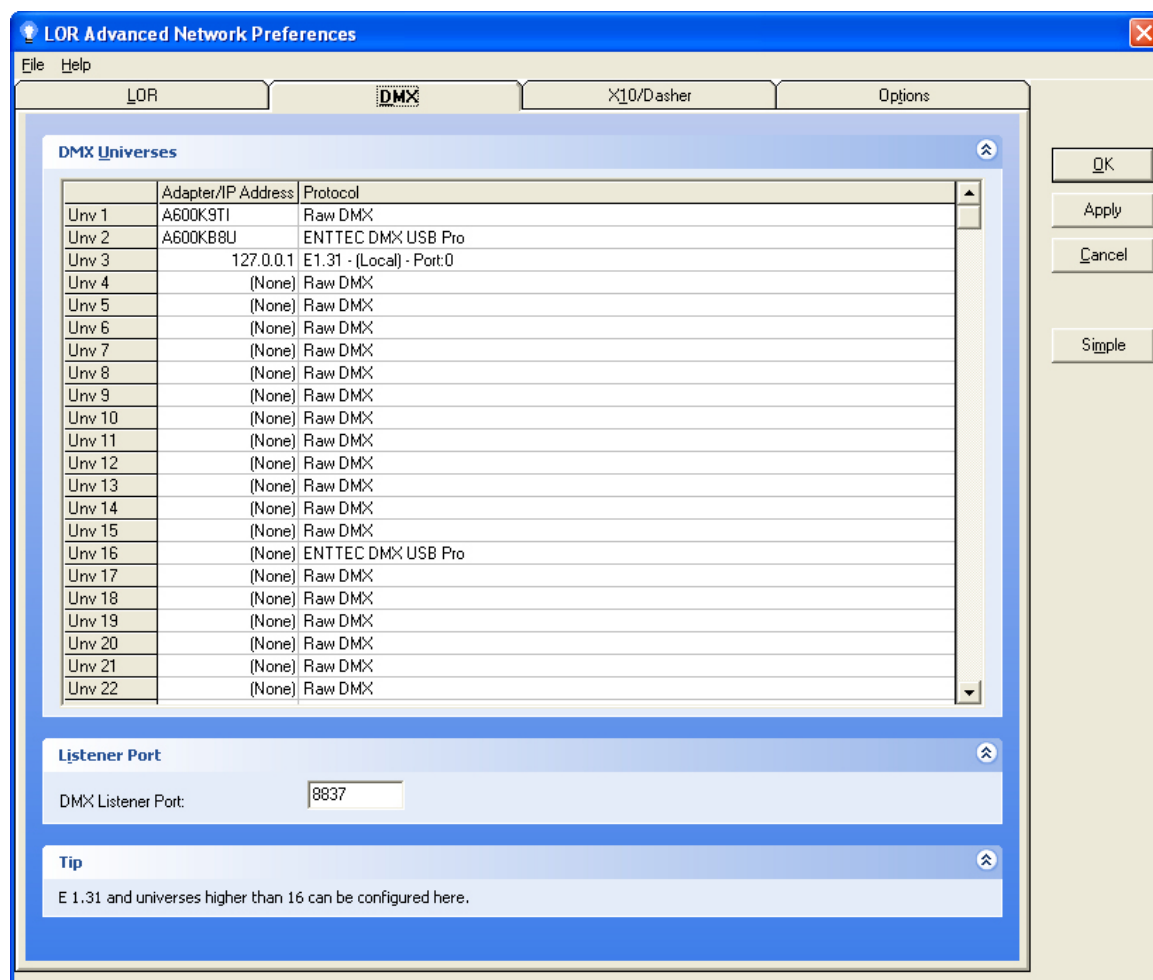 LOR Advanced Network Preferences
File Help
LOR DMX X10/Dasher Options
DMX Universes
OK
Apply
Cancel
Simple
Adapter/IP Address Protocol
Unv 1 A600K9TI Raw DMX
Unv 2 A600KB8U ENTTEC DMX USB Pro
Unv 3 127.0.0.1 E1.31 - (Local) - Port:0
Unv 4 (None) Raw DMX
Unv 5 (None) Raw DMX
Unv 6 (None) Raw DMX
Unv 7 (None) Raw DMX
Unv 8 (None) Raw DMX
Unv 9 (None) Raw DMX
Unv 10 (None) Raw DMX
Unv 11 (None) Raw DMX
Unv 12 (None) Raw DMX
Unv 13 (None) Raw DMX
Unv 14 (None) Raw DMX
Unv 15 (None) Raw DMX
Unv 16 (None) ENTTEC DMX USB Pro
Unv 17 (None) Raw DMX
Unv 18 (None) Raw DMX
Unv 19 (None) Raw DMX
Unv 20 (None) Raw DMX
Unv 21 (None) Raw DMX
Unv 22 (None) Raw DMX
Listener Port
DMX Listener Port: 8837
Tip
E 1.31 and universes higher than 16 can be configured here.